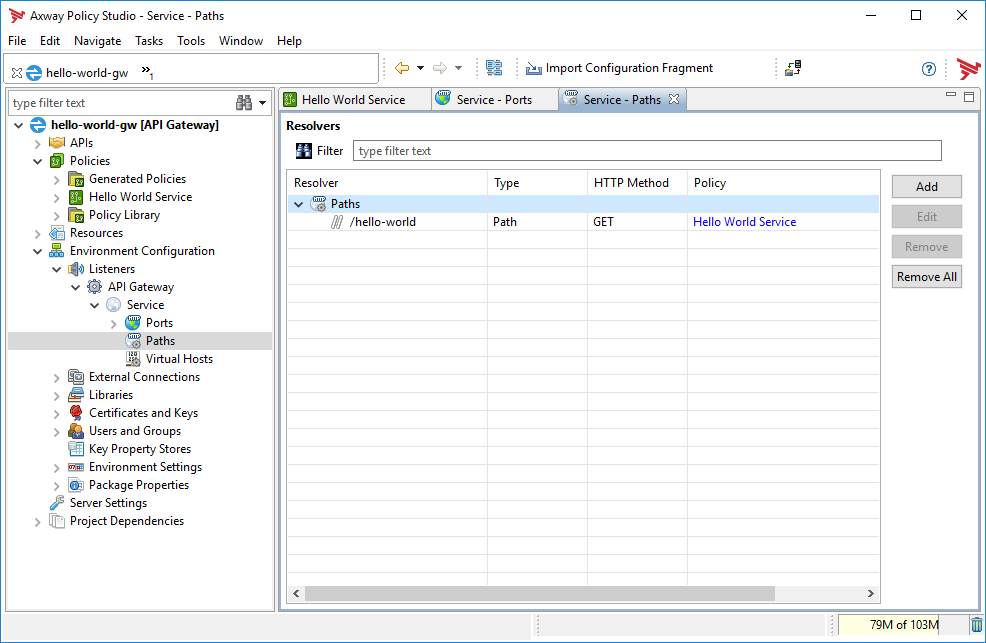 Axway Policy Studio - Service - Paths
File Edit Navigate Tasks Tools Window Help
hello-world-gw »1 Import Configuration Fragment
type filter text
hello-world-gw [API Gateway]
APIs
Policies
Generated Policies
Hello World Service
Policy Library
Resources
Environment Configuration
Listeners
API Gateway
Service
Ports
Paths
Virtual Hosts
External Connections
Libraries
Certificates and Keys
Users and Groups
Key Property Stores
Environment Settings
Package Properties
Server Settings
Project Dependencies
Hello World Service Service - Ports Service - Paths
Resolvers
Filter type filter text
Resolver Type HTTP Method Policy
Paths
/hello-world Path GET Hello World Service
Add
Edit
Remove
Remove All
79M of 103M